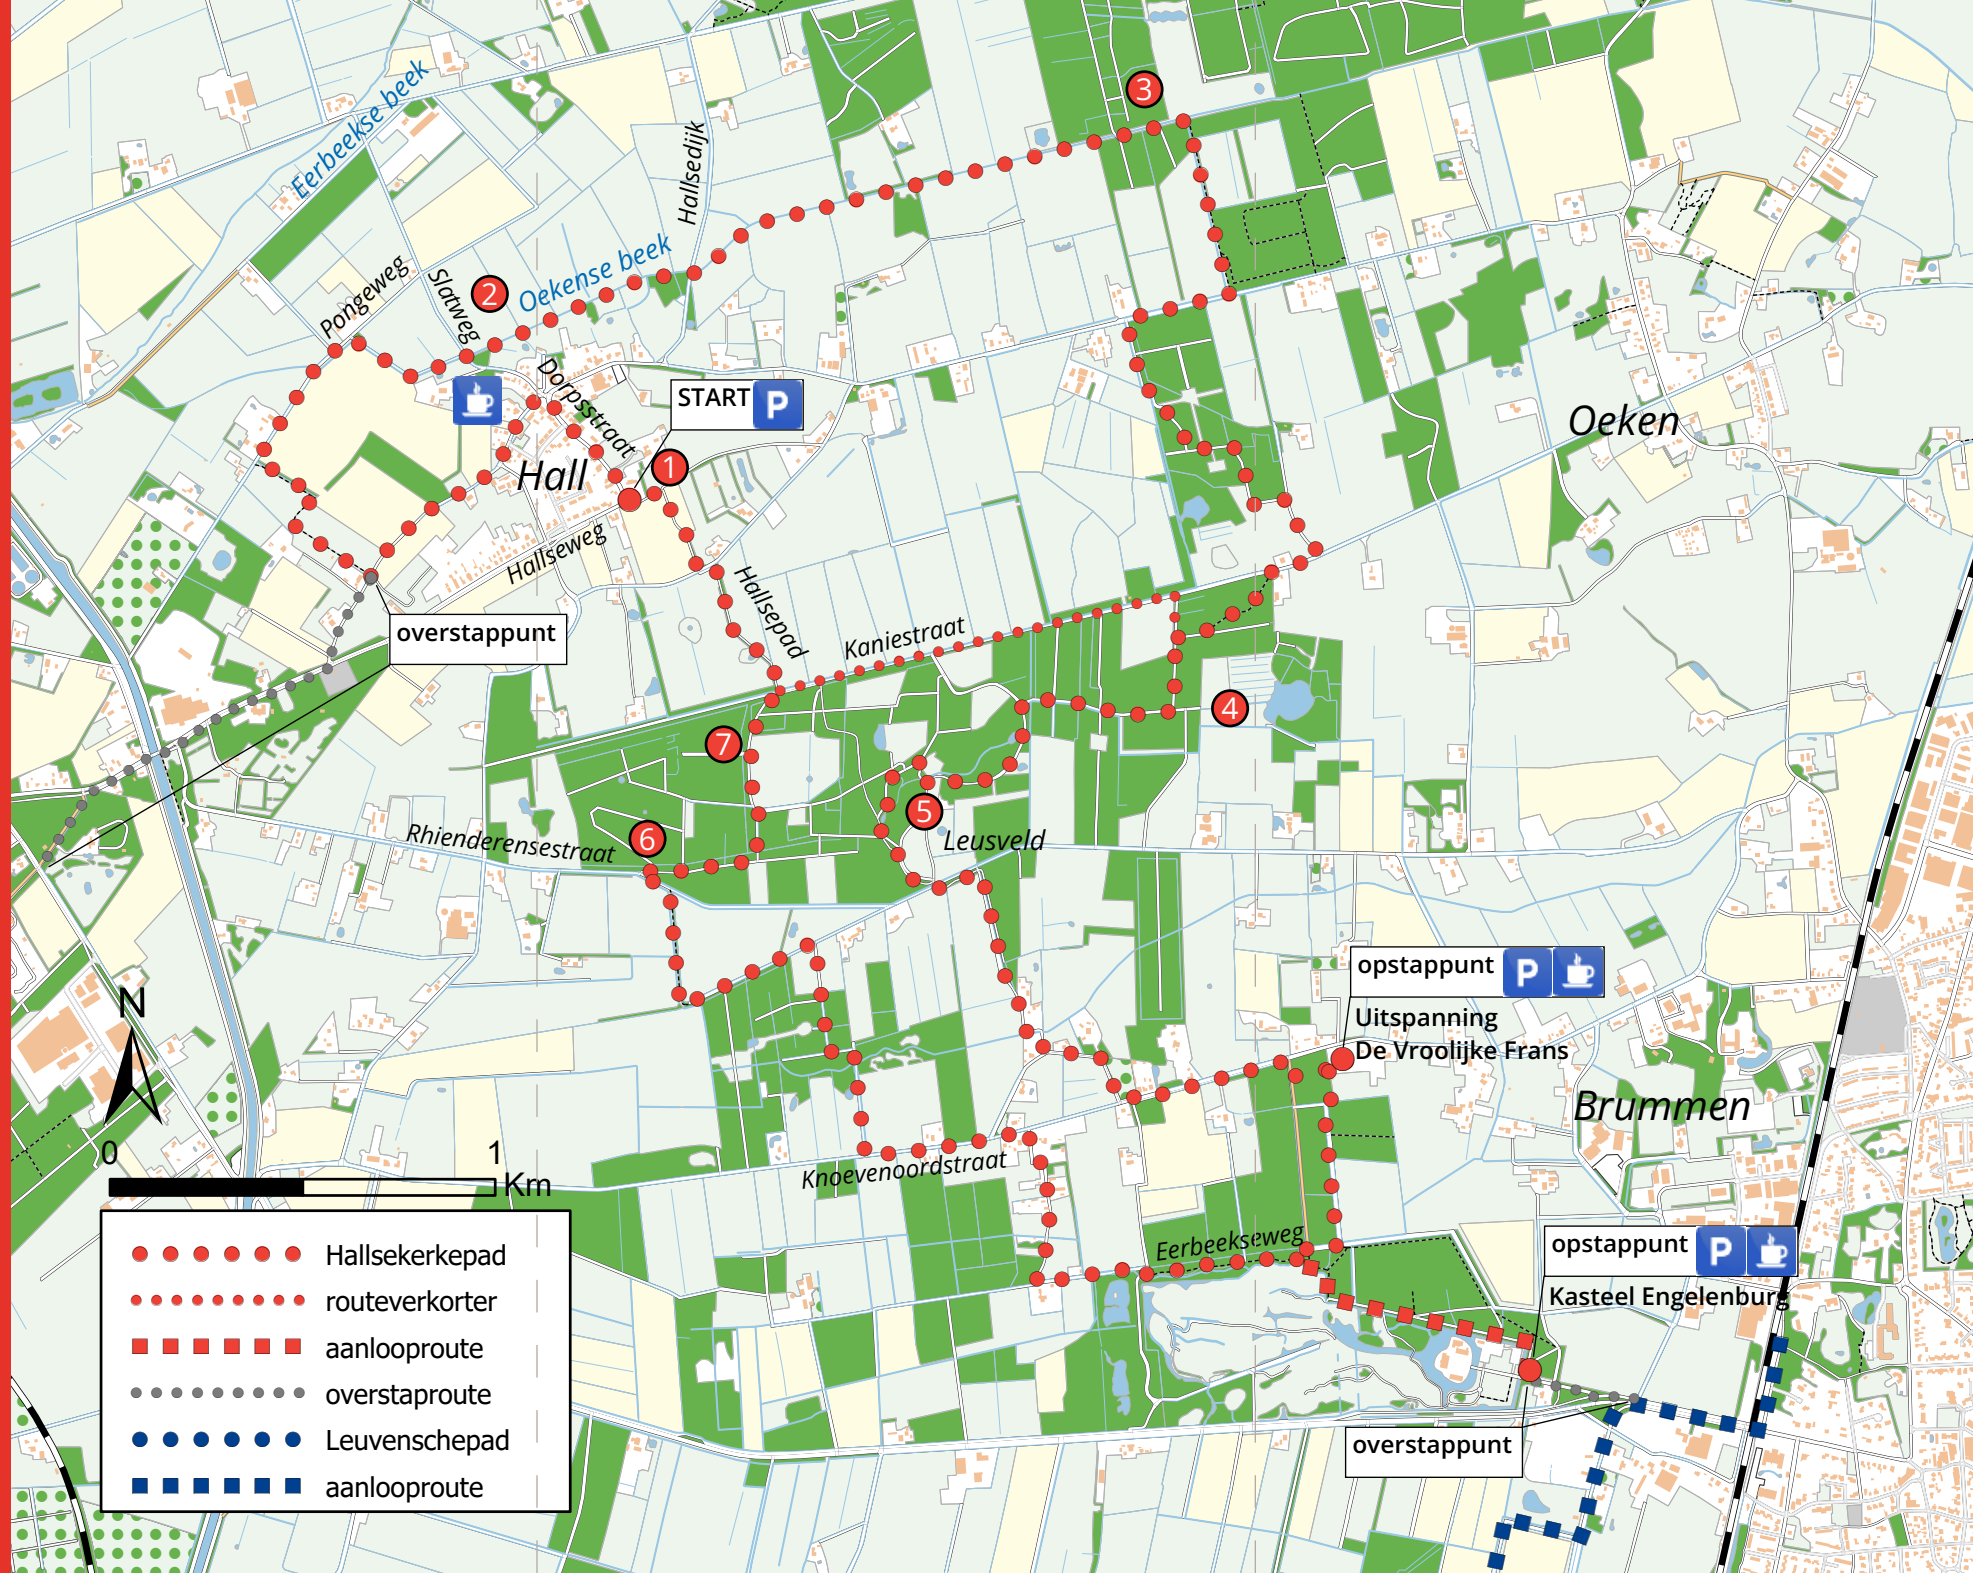 3
Eerbeekse beek
Hallsedijk
2
Oekense beek
Pongeweg
Slatweg
Dorpsstraat
START P
Oeken
1
Hall
Hallseweg
Hallsepad
overstappunt
Kaniestraat
4
7
5
6
Leusveld
Rhienderensestraat
opstappunt P
Uitspanning
De Vroolijke Frans
N
Brummen
0 1
Km
Knoevenoordstraat
Eerbeekseweg
opstappunt P
Kasteel Engelenburg
Hallsekerkepad
routeverkorter
aanlooproute
overstaproute
Leuvenschepad
aanlooproute
overstappunt